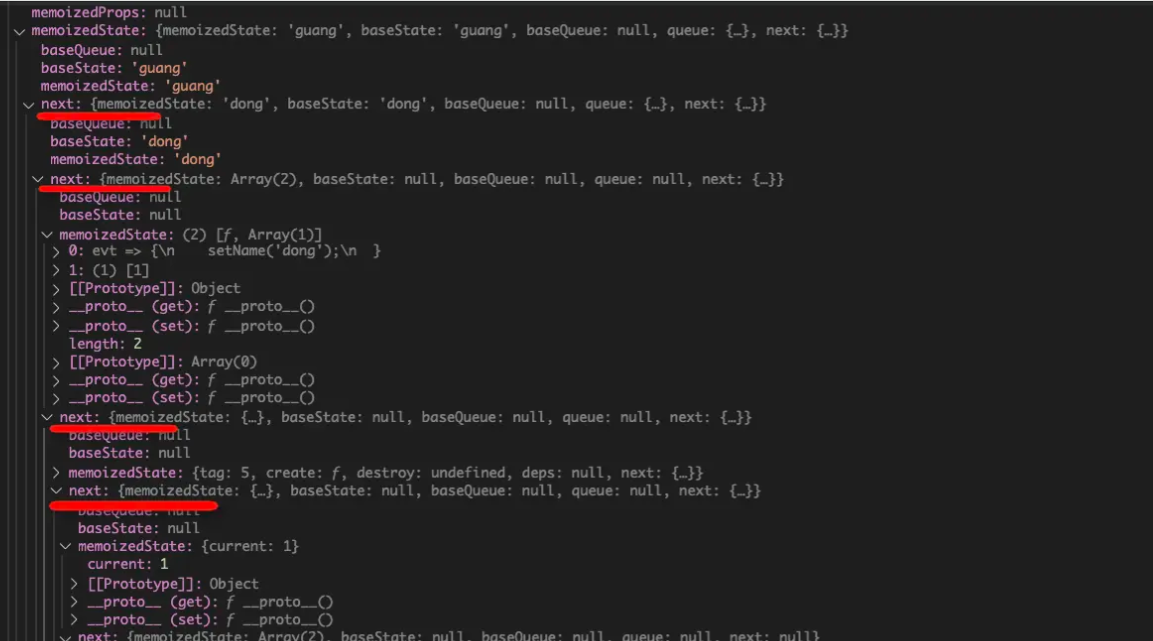 memoizedProps: null
memoizedState: {memoizedState: 'guang', baseState: 'guang', baseQueue: null, queue: {…}, next: {…}}
baseQueue: null
baseState: 'guang'
memoizedState: 'guang'
next: {memoizedState: 'dong', baseState: 'dong', baseQueue: null, queue: {…}, next: {…}}
baseQueue: null
baseState: 'dong'
memoizedState: 'dong'
next: {memoizedState: Array(2), baseState: null, baseQueue: null, queue: null, next: {…}}
baseQueue: null
baseState: null
memoizedState: (2) [ƒ, Array(1)]
0: evt => {\n    setName('dong');\n  }
1: (1) [1]
[[Prototype]]: Object
__proto__ (get): ƒ __proto__()
__proto__ (set): ƒ __proto__()
length: 2
[[Prototype]]: Array(0)
__proto__ (get): ƒ __proto__()
__proto__ (set): ƒ __proto__()
next: {memoizedState: {…}, baseState: null, baseQueue: null, queue: null, next: {…}}
baseQueue: null
baseState: null
memoizedState: {tag: 5, create: ƒ, destroy: undefined, deps: null, next: {…}}
next: {memoizedState: {…}, baseState: null, baseQueue: null, queue: null, next: {…}}
baseQueue: null
baseState: null
memoizedState: {current: 1}
current: 1
[[Prototype]]: Object
__proto__ (get): ƒ __proto__()
__proto__ (set): ƒ __proto__()
next: {memoizedState: Array(2), baseState: null, baseQueue: null, queue: null, next: null}